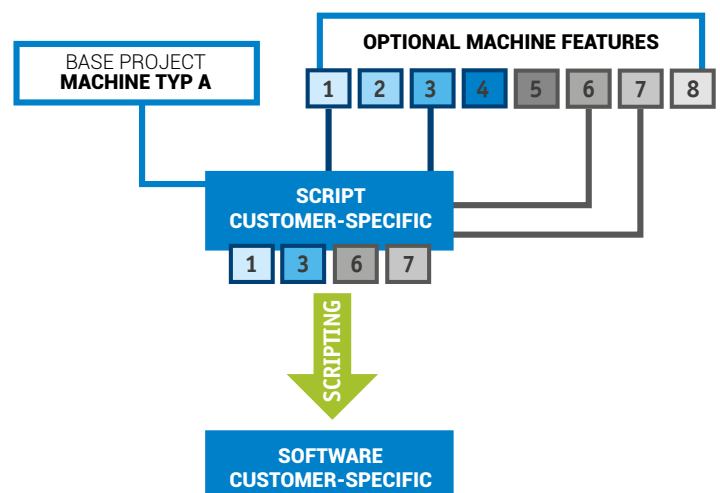 OPTIONAL MACHINE FEATURES
BASE PROJECT
MACHINE TYP A
1 2 3 4 5 6 7 8
SCRIPT
CUSTOMER-SPECIFIC
1 3 6 7
SCRIPTING
SOFTWARE
CUSTOMER-SPECIFIC